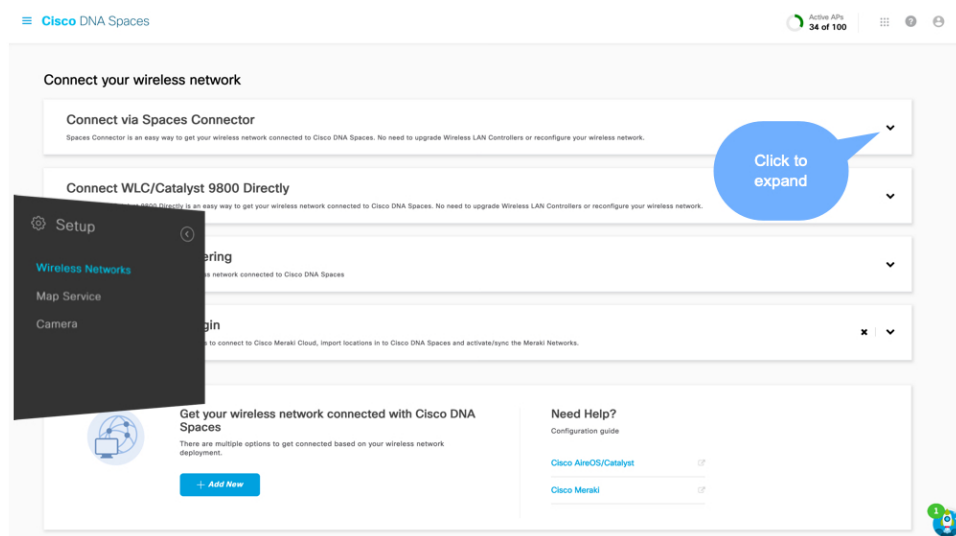 Cisco DNA Spaces
Active APs
34 of 100
Connect your wireless network
Connect via Spaces Connector
Spaces Connector is an easy way to get your wireless network connected to Cisco DNA Spaces. No need to upgrade Wireless LAN Controllers or reconfigure your wireless network.
Click to
expand
Connect WLC/Catalyst 9800 Directly
9800 Directly is an easy way to get your wireless network connected to Cisco DNA Spaces. No need to upgrade Wireless LAN Controllers or reconfigure your wireless network.
Setup
Wireless Networks
Map Service
Camera
network connected to Cisco DNA Spaces
to connect to Cisco Meraki Cloud, import locations in to Cisco DNA Spaces and activate/sync the Meraki Networks.
Get your wireless network connected with Cisco DNA
Spaces
There are multiple options to get connected based on your wireless network
deployment.
+ Add New
Need Help?
Configuration guide
Cisco AireOS/Catalyst
Cisco Meraki
1